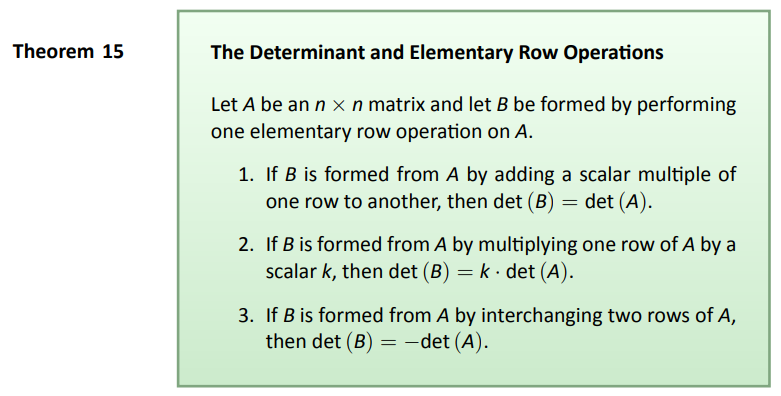 Theorem 15
The Determinant and Elementary Row Operations
Let A be an n × n matrix and let B be formed by performing
one elementary row operation on A.
1. If B is formed from A by adding a scalar multiple of
one row to another, then det (B) = det (A).
2. If B is formed from A by multiplying one row of A by a
scalar k, then det (B) = k · det (A).
3. If B is formed from A by interchanging two rows of A,
then det (B) = −det (A).